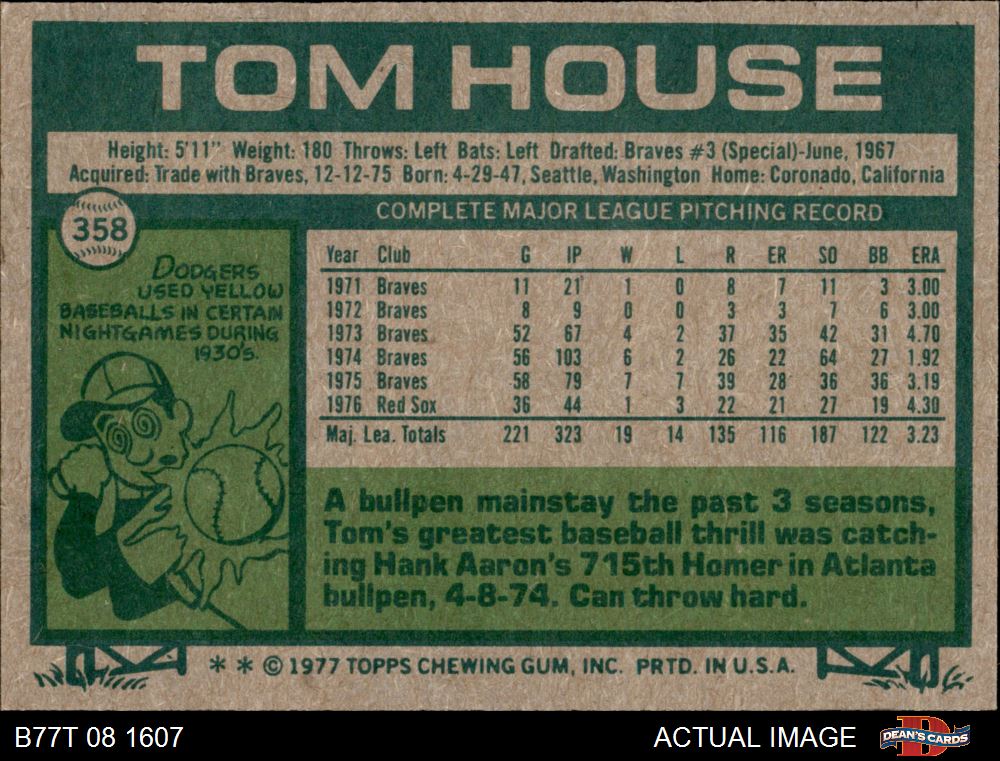 TOM HOUSE
Height: 5'11" Weight: 180 Throws: Left Bats: Left Drafted: Braves #3 (Special)-June, 1967
Acquired: Trade with Braves, 12-12-75 Born: 4-29-47, Seattle, Washington Home: Coronado, California
358
COMPLETE MAJOR LEAGUE PITCHING RECORD
DODGERS
USED YELLOW
BASEBALLS IN CERTAIN
NIGHTGAMES DURING
1930's.
Year Club G IP W L R ER SO BB ERA
1971 Braves 11 21 1 0 8 7 11 3 3.00
1972 Braves 8 9 0 0 3 3 7 6 3.00
1973 Braves 52 67 4 2 37 35 42 31 4.70
1974 Braves 56 103 6 2 26 22 64 27 1.92
1975 Braves 58 79 7 7 39 28 36 36 3.19
1976 Red Sox 36 44 1 3 22 21 27 19 4.30
Maj. Lea. Totals 221 323 19 14 135 116 187 122 3.23
A bullpen mainstay the past 3 seasons,
Tom's greatest baseball thrill was catch-
ing Hank Aaron's 715th Homer in Atlanta
bullpen, 4-8-74. Can throw hard.
* * © 1977 TOPPS CHEWING GUM, INC. PRTD. IN U.S.A.
B77T 08 1607
ACTUAL IMAGE
D
DEAN'S CARDS